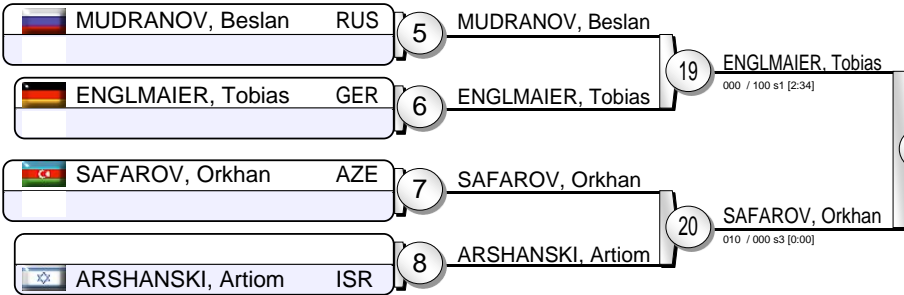 MUDRANOV, Beslan RUS
5
MUDRANOV, Beslan
19
ENGLMAIER, Tobias
000 / 100 s1 [2:34]
ENGLMAIER, Tobias GER
6
ENGLMAIER, Tobias
SAFAROV, Orkhan AZE
7
SAFAROV, Orkhan
20
SAFAROV, Orkhan
010 / 000 s3 [0:00]
ARSHANSKI, Artiom ISR
8
ARSHANSKI, Artiom